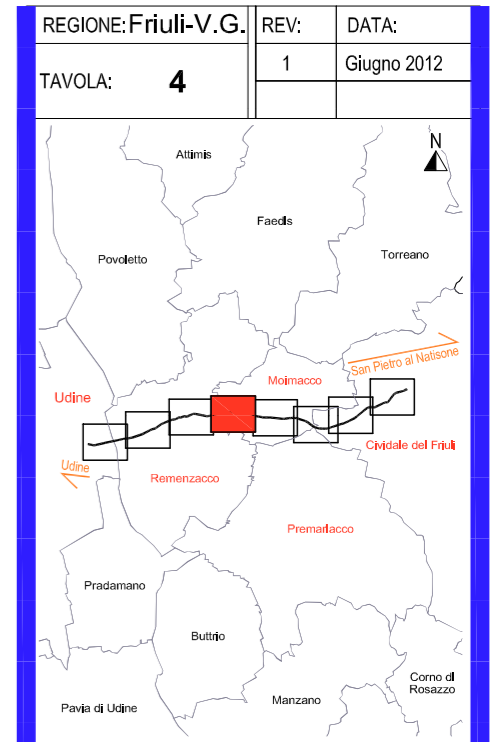 REGIONE: Friuli-V.G.
REV:
DATA:
TAVOLA: 4
1
Giugno 2012
N
Attimis
Faedis
Povoletto
Torreano
San Pietro al Natisone
Moimacco
Udine
Cividale del Friuli
Udine
Remenzacco
Premariacco
Pradamano
Buttrio
Corno di
Rosazzo
Manzano
Pavia di Udine